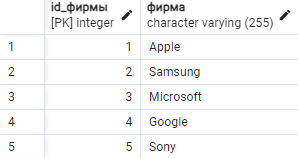 id_фирмы фирма
[PK] integer character varying (255)
1 1 Apple
2 2 Samsung
3 3 Microsoft
4 4 Google
5 5 Sony